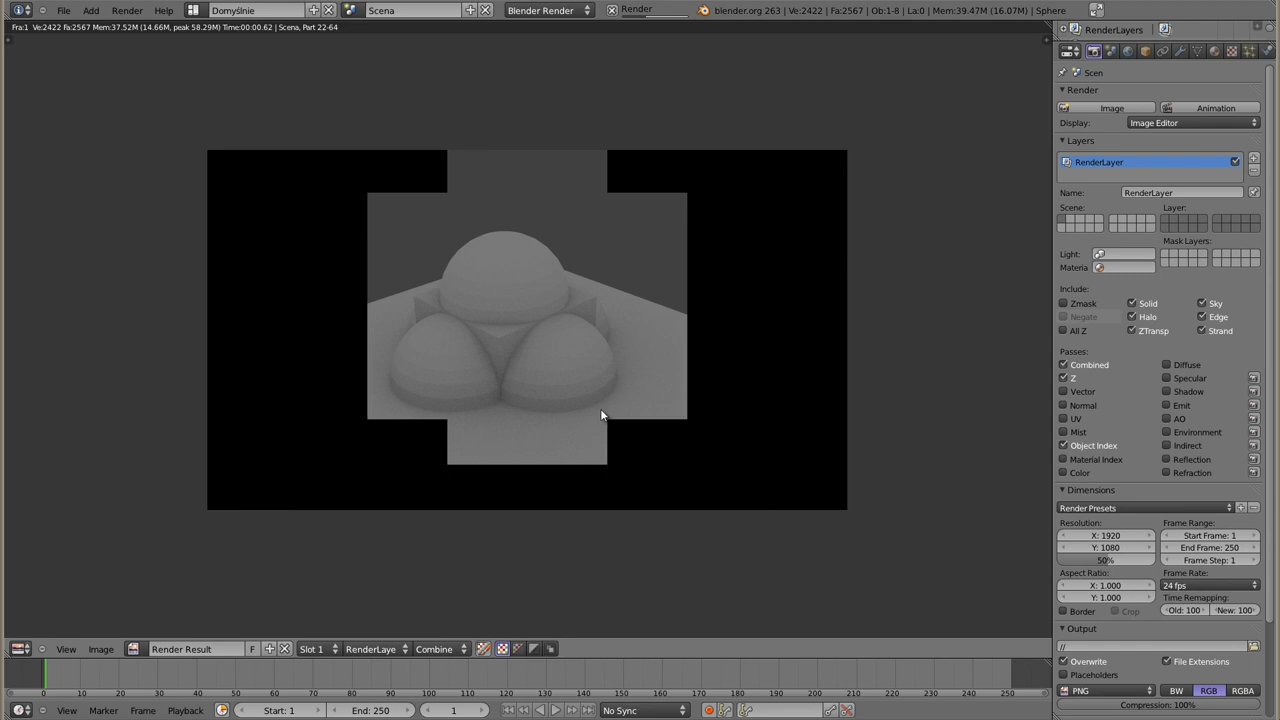 File Add Render Help Domyślnie Scena Blender Render Render blender.org 263 | Ve:2422 | Fa:2567 | Ob:1-8 | La:0 | Mem:39.47M (16.07M) | Sphere
Fra:1 Ve:2422 Fa:2567 Mem:37.52M (14.66M, peak 58.29M) Time:00:00.62 | Scena, Part 22-64
RenderLayers
Scen
Render
Image Animation
Display: Image Editor
Layers
RenderLayer
Name: RenderLayer
Scene: Layer:
Mask Layers:
Light:
Materia
Include:
Zmask Solid Sky
Negate Halo Edge
All Z ZTransp Strand
Passes:
Combined Diffuse
Z Specular
Vector Shadow
Normal Emit
UV AO
Mist Environment
Object Index Indirect
Material Index Reflection
Color Refraction
Dimensions
Render Presets
Resolution: Frame Range:
X: 1920 Start Frame: 1
Y: 1080 End Frame: 250
50% Frame Step: 1
Aspect Ratio: Frame Rate:
X: 1.000 24 fps
Y: 1.000 Time Remapping:
Border Crop Old: 100 New: 100
Output
//
Overwrite File Extensions
Placeholders
PNG BW RGB RGBA
Compression: 100%
View Image Render Result F Slot 1 RenderLaye Combine
0 10 20 30 40 50 60 70 80 90 100 110 120 130 140 150 160 170 180 190 200 210 220 230 240 250
View Marker Frame Playback Start: 1 End: 250 1 No Sync